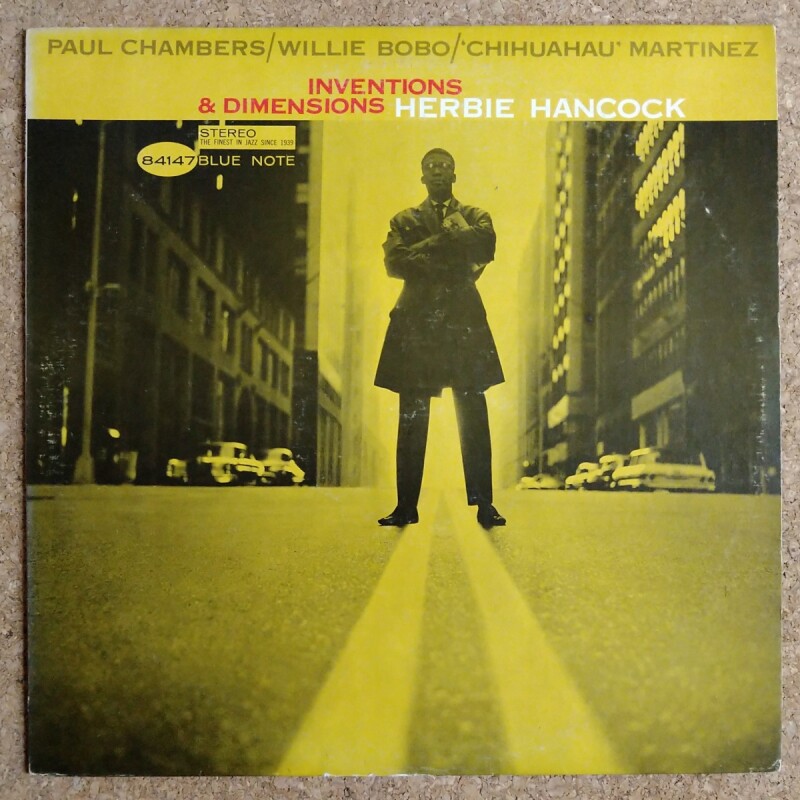 PAUL CHAMBERS/WILLIE BOBO/'CHIHUAHAU' MARTINEZ
INVENTIONS
& DIMENSIONS HERBIE HANCOCK
STEREO
THE FINEST IN JAZZ SINCE 1939
84147 BLUE NOTE